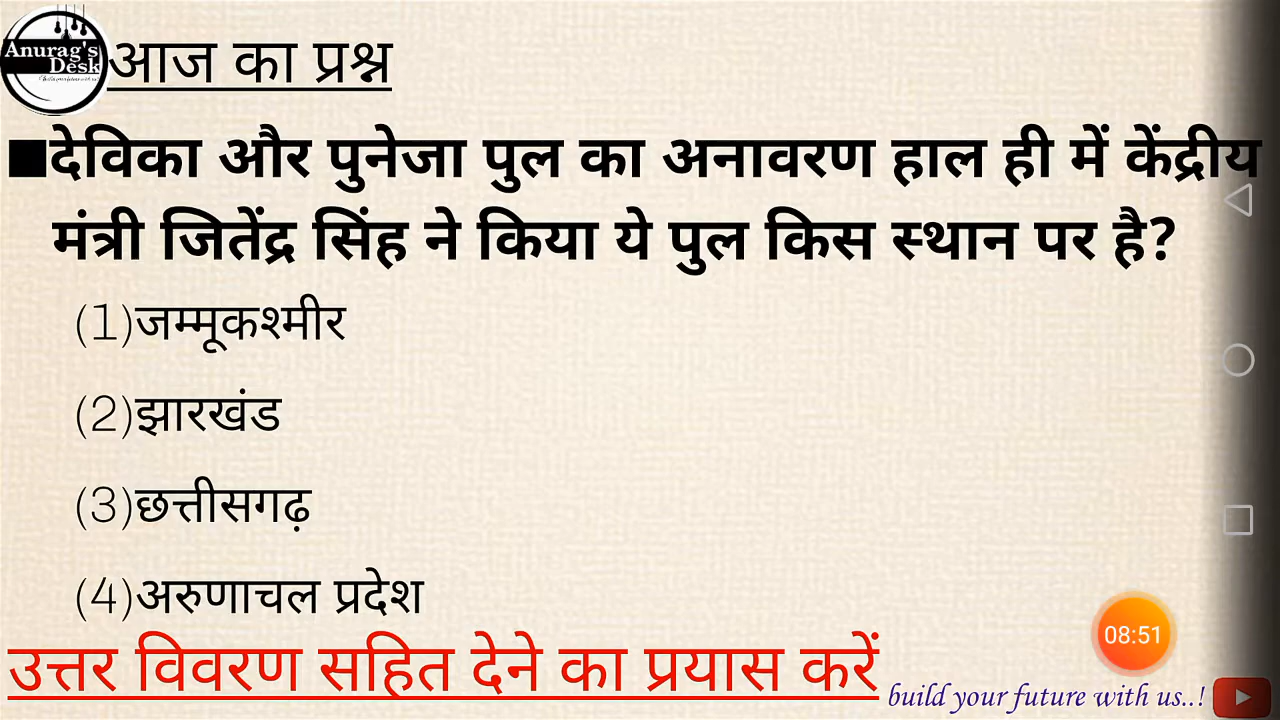 Anurag's
Desk
आज का प्रश्न
■देविका और पुनेजा पुल का अनावरण हाल ही में केंद्रीय
मंत्री जितेंद्र सिंह ने किया ये पुल किस स्थान पर है?
(1)जम्मूकश्मीर
(2)झारखंड
(3)छत्तीसगढ़
(4)अरुणाचल प्रदेश
08:51
उत्तर विवरण सहित देने का प्रयास करें
build your future with us..!